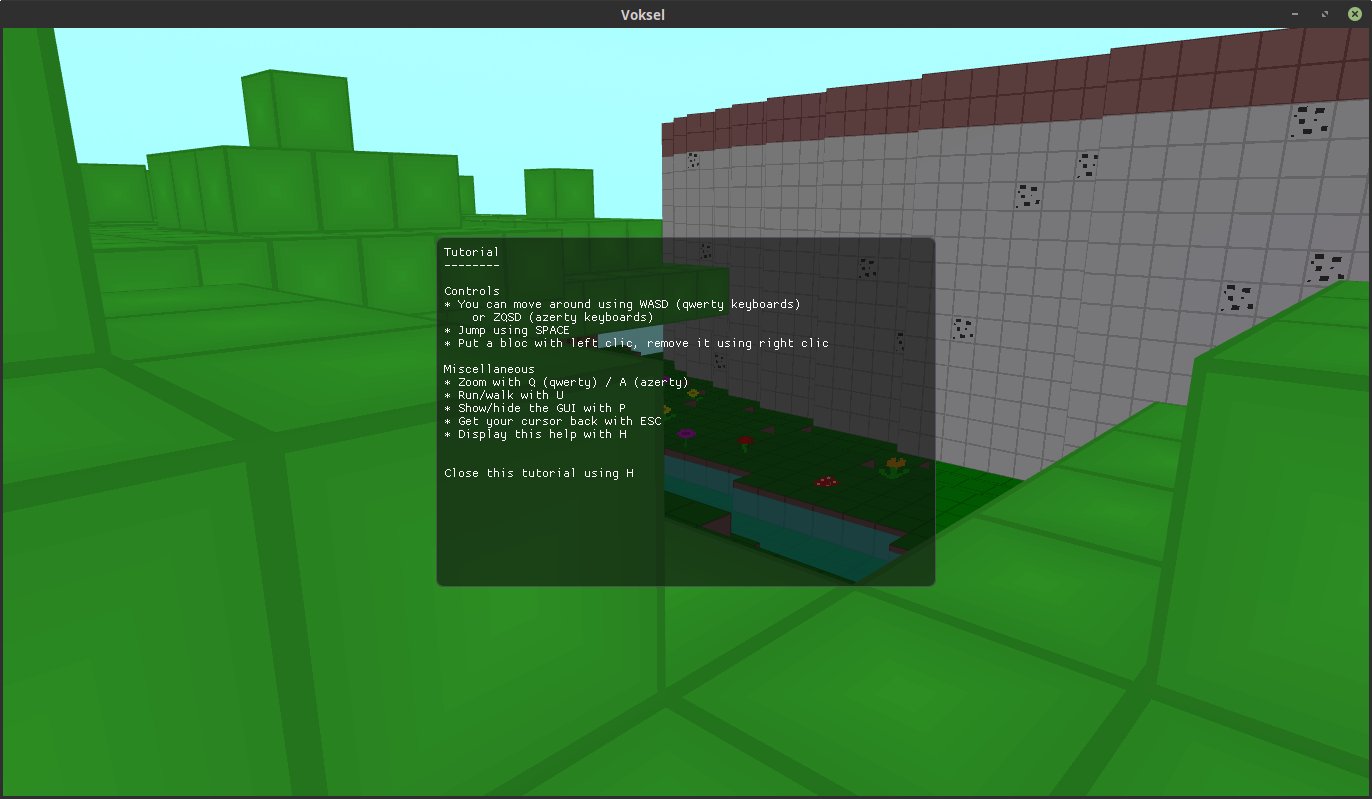 Voksel
Tutorial
--------
Controls
* You can move around using WASD (qwerty keyboards)
or ZQSD (azerty keyboards)
* Jump using SPACE
* Put a bloc with left clic, remove it using right clic
Miscellaneous
* Zoom with Q (qwerty) / A (azerty)
* Run/walk with U
* Show/hide the GUI with P
* Get your cursor back with ESC
* Display this help with H
Close this tutorial using H